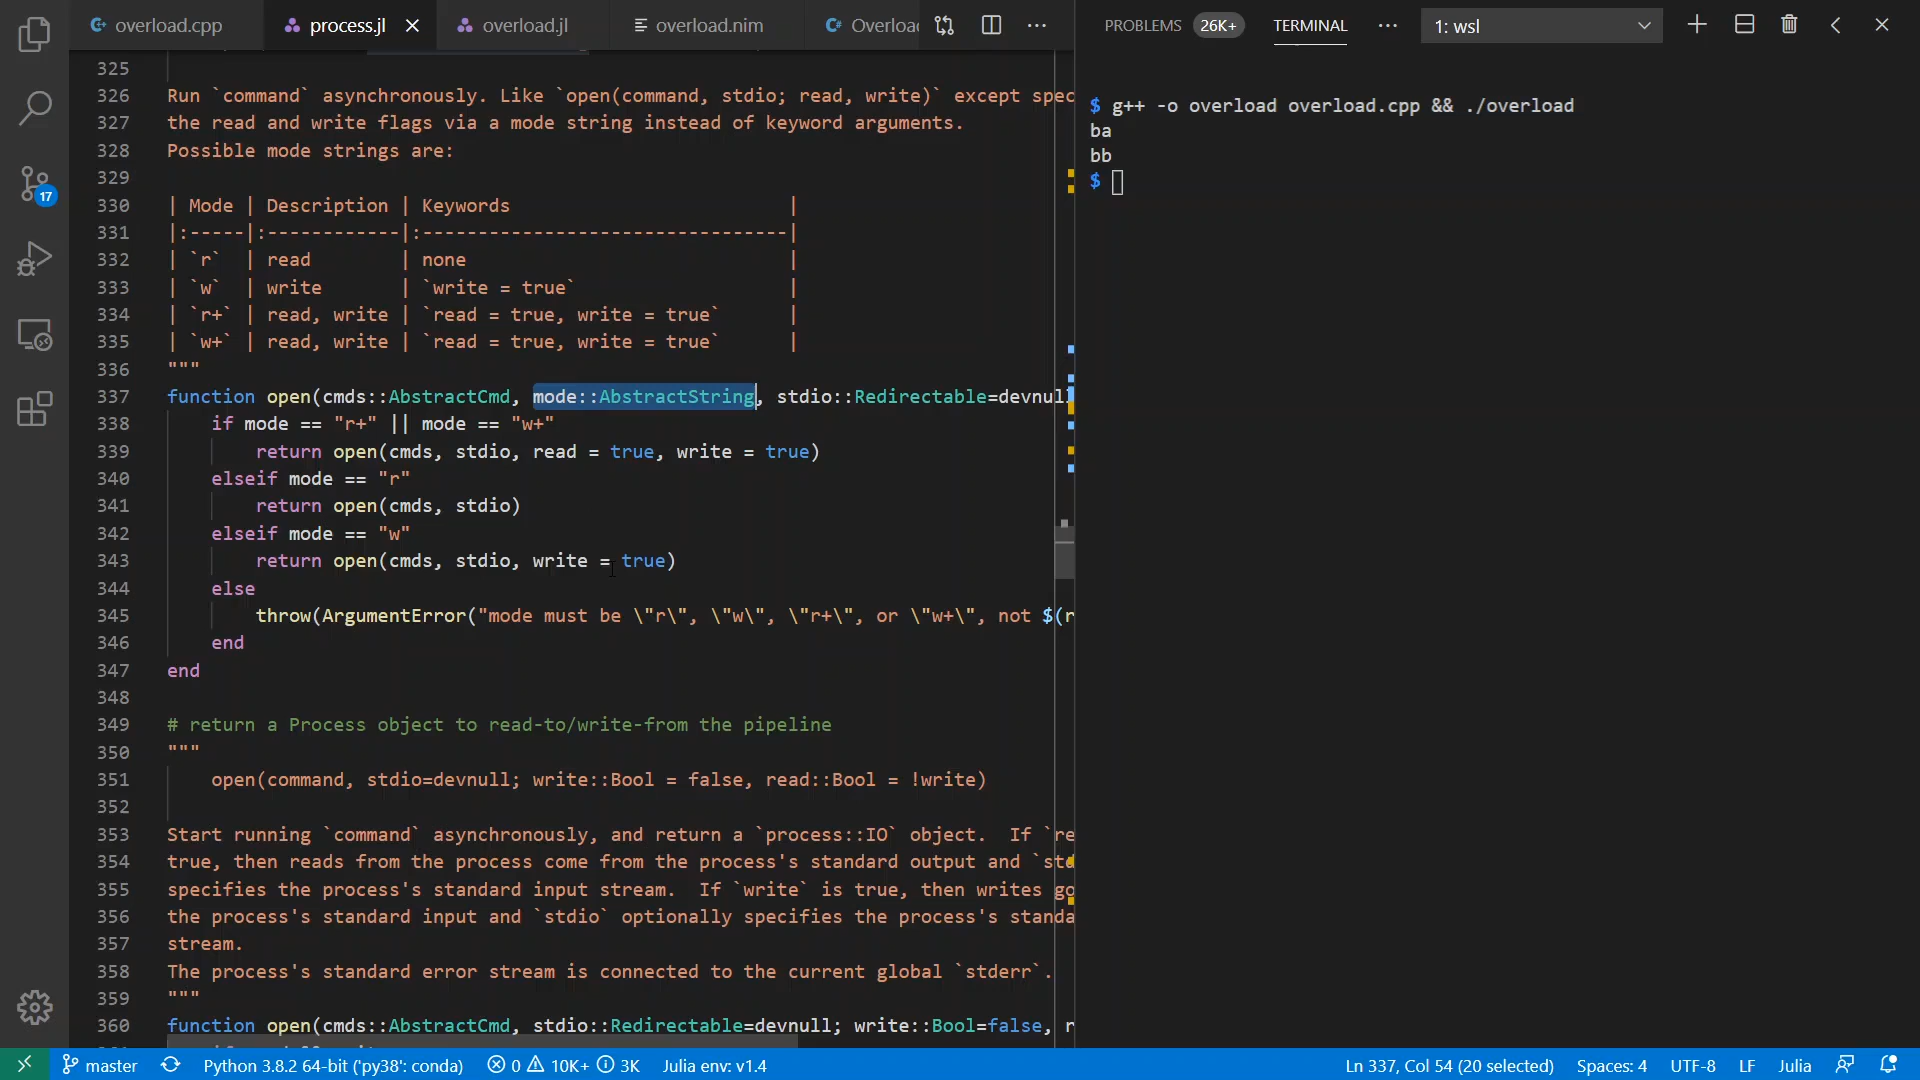 overload.cpp process.jl overload.jl overload.nim Overloa
PROBLEMS 26K+ TERMINAL 1: wsl
325
326 Run `command` asynchronously. Like `open(command, stdio; read, write)` except spec
327 the read and write flags via a mode string instead of keyword arguments.
328 Possible mode strings are:
329
330 | Mode | Description | Keywords |
331 |:-----|:------------|:---------------------------------|
332 | `r` | read | none |
333 | `w` | write | `write = true` |
334 | `r+` | read, write | `read = true, write = true` |
335 | `w+` | read, write | `read = true, write = true` |
336 """
337 function open(cmds::AbstractCmd, mode::AbstractString, stdio::Redirectable=devnull
338 if mode == "r+" || mode == "w+"
339 return open(cmds, stdio, read = true, write = true)
340 elseif mode == "r"
341 return open(cmds, stdio)
342 elseif mode == "w"
343 return open(cmds, stdio, write = true)
344 else
345 throw(ArgumentError("mode must be \"r\", \"w\", \"r+\", or \"w+\", not $(r
346 end
347 end
348
349 # return a Process object to read-to/write-from the pipeline
350 """
351 open(command, stdio=devnull; write::Bool = false, read::Bool = !write)
352
353 Start running `command` asynchronously, and return a `process::IO` object. If `re
354 true, then reads from the process come from the process's standard output and `std
355 specifies the process's standard input stream. If `write` is true, then writes go
356 the process's standard input and `stdio` optionally specifies the process's standa
357 stream.
358 The process's standard error stream is connected to the current global `stderr`.
359 """
360 function open(cmds::AbstractCmd, stdio::Redirectable=devnull; write::Bool=false, r
$ g++ -o overload overload.cpp && ./overload
ba
bb
$
17
master Python 3.8.2 64-bit ('py38': conda) 0 10K+ 3K Julia env: v1.4 Ln 337, Col 54 (20 selected) Spaces: 4 UTF-8 LF Julia